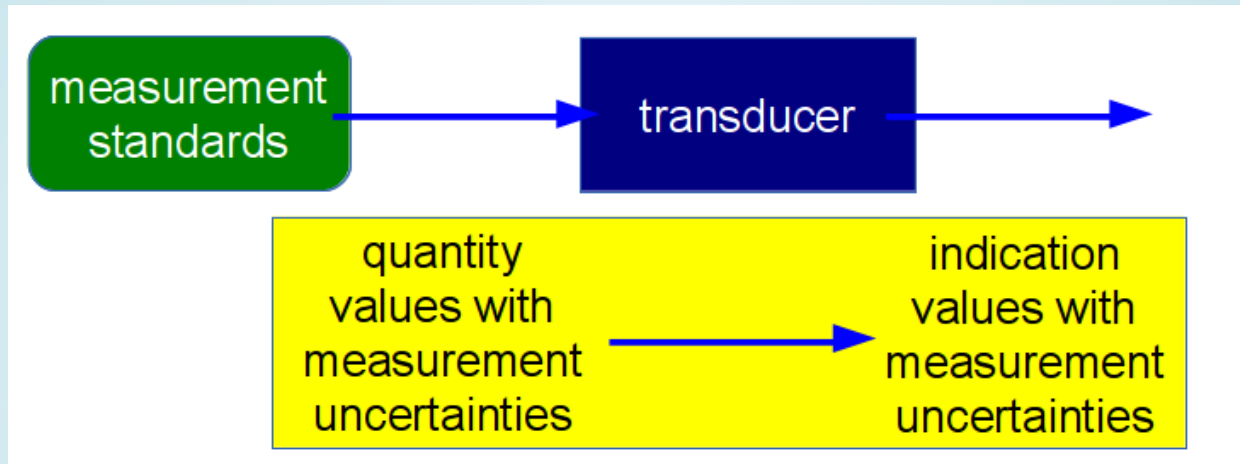 measurement
standards
transducer
quantity
values with
measurement
uncertainties
indication
values with
measurement
uncertainties